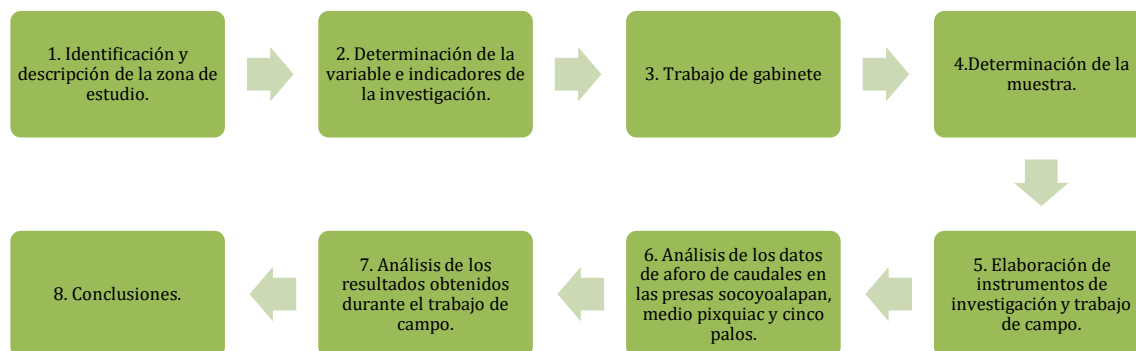 1. Identificación y
descripción de la zona de
estudio.
2. Determinación de la
variable e indicadores de
la investigación.
3. Trabajo de gabinete
4.Determinación de la
muestra.
5. Elaboración de
instrumentos de
investigación y trabajo
de campo.
6. Análisis de los datos
de aforo de caudales en
las presas socoyoalapan,
medio pixquiac y cinco
palos.
7. Análisis de los
resultados obtenidos
durante el trabajo de
campo.
8. Conclusiones.